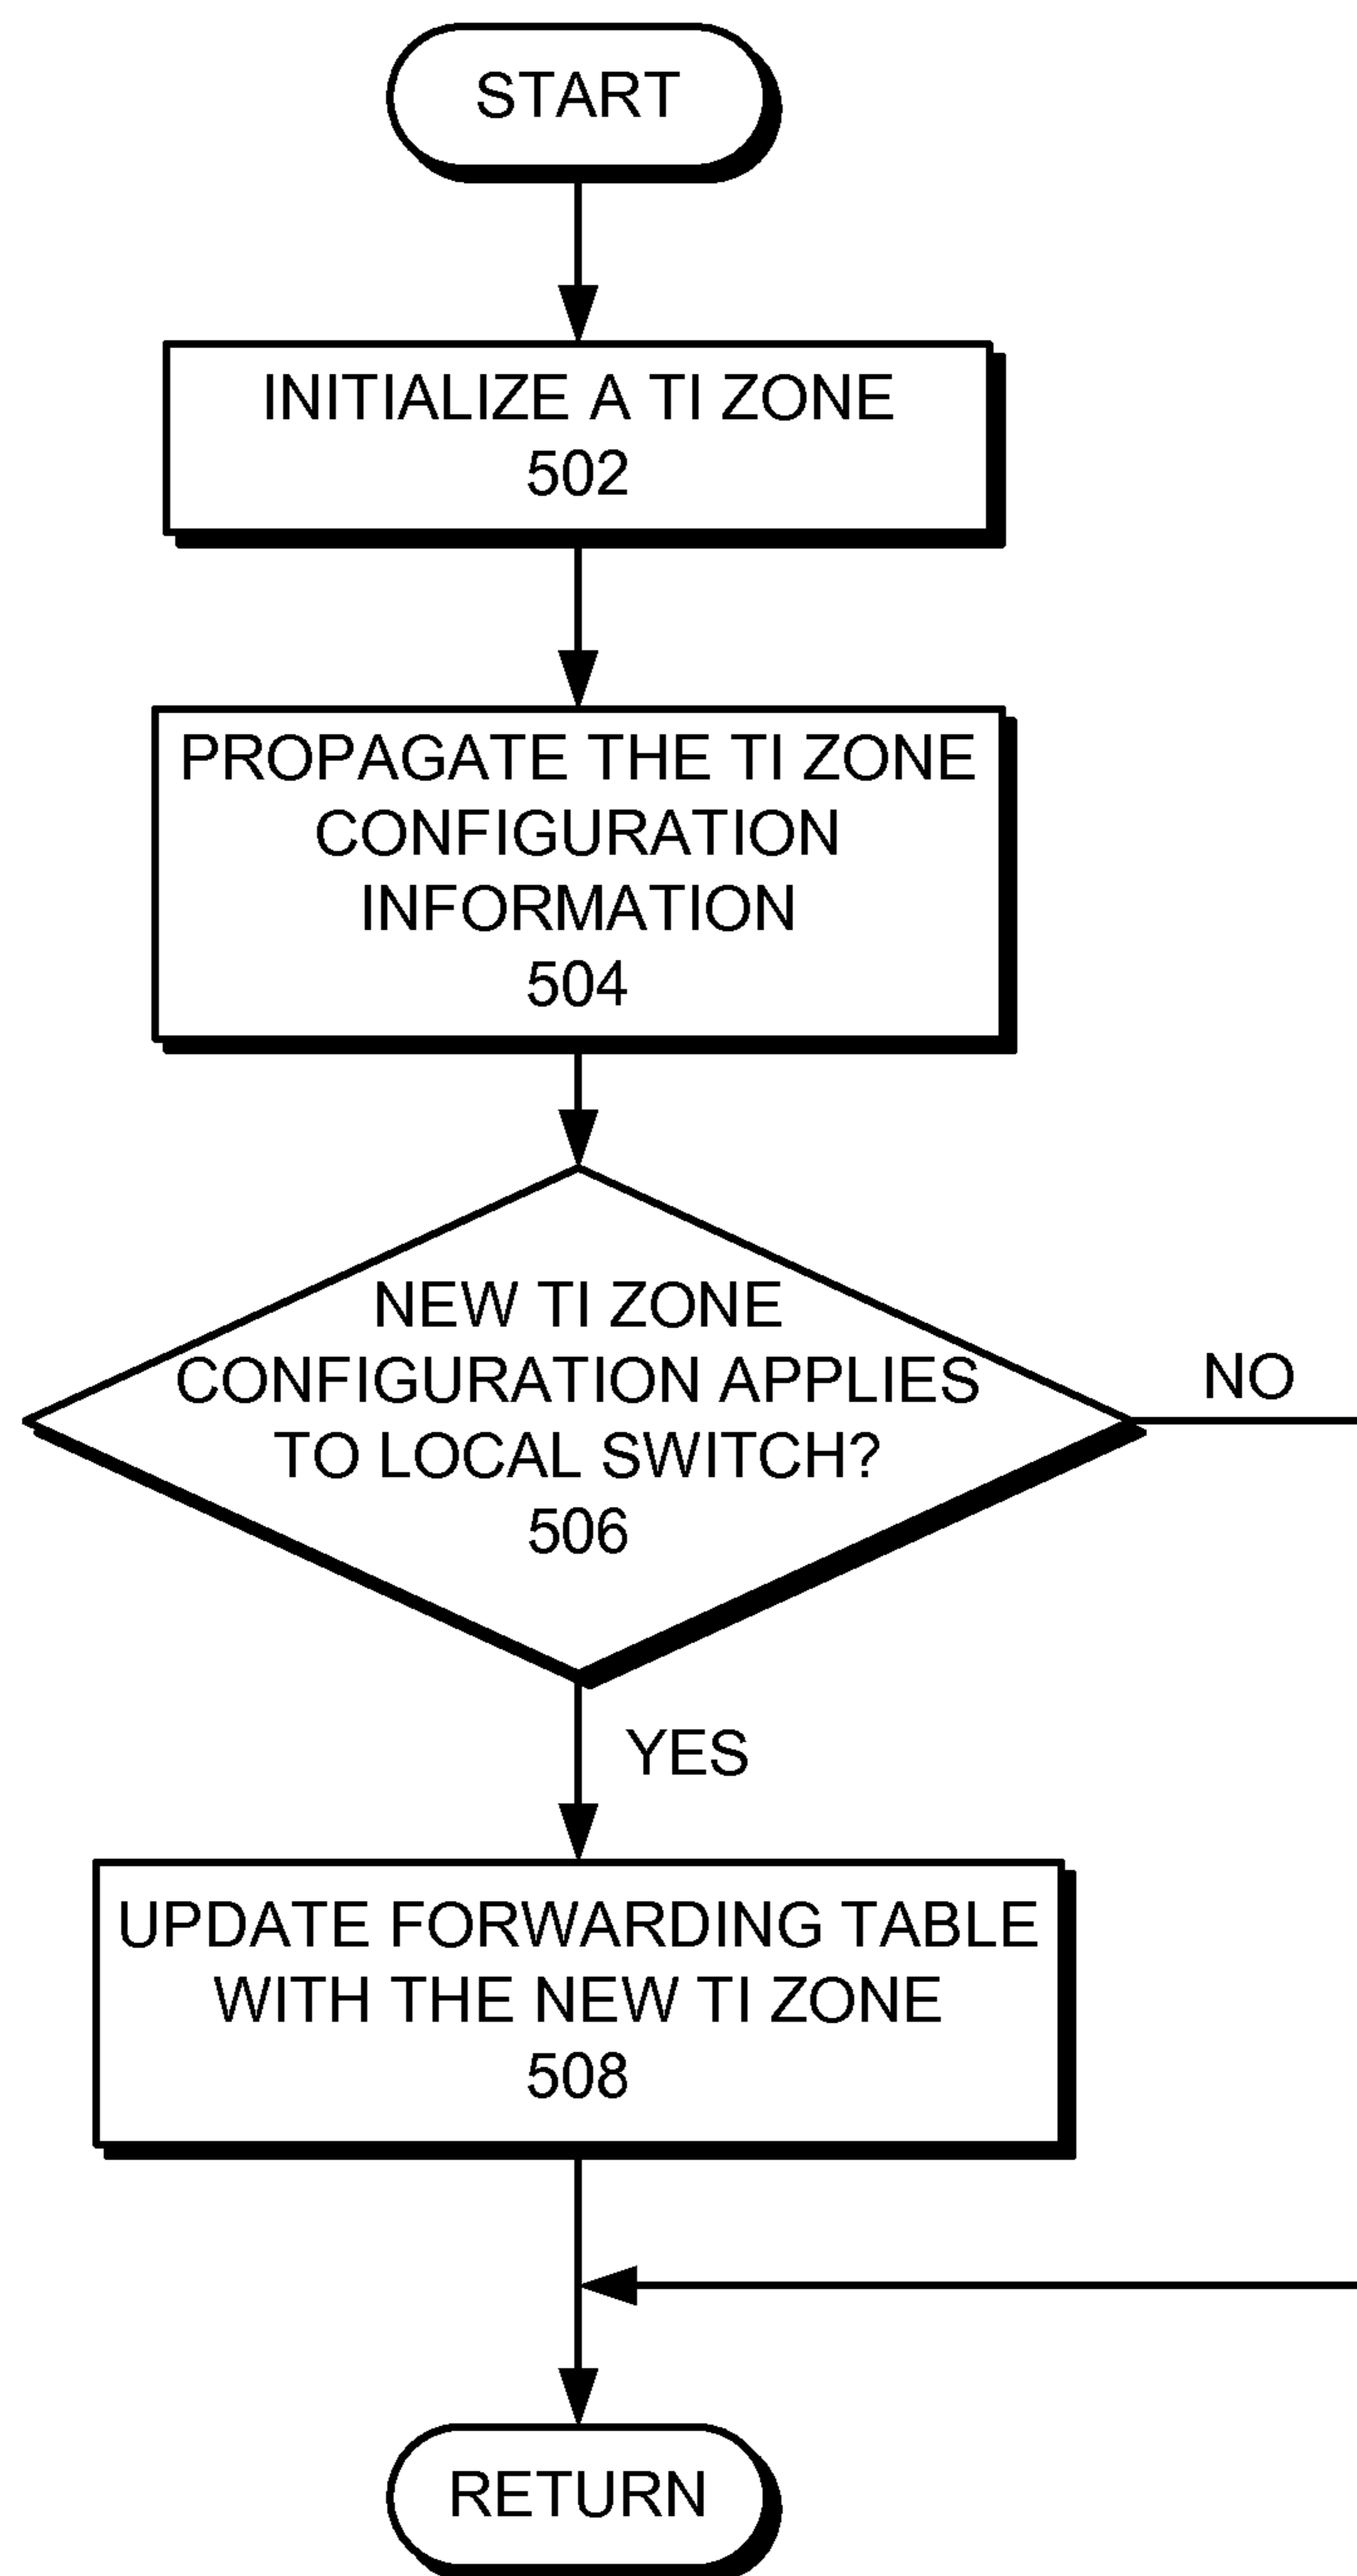 START
INITIALIZE A TI ZONE
502
PROPAGATE THE TI ZONE
CONFIGURATION
INFORMATION
504
NEW TI ZONE
CONFIGURATION APPLIES
TO LOCAL SWITCH?
506
NO
YES
UPDATE FORWARDING TABLE
WITH THE NEW TI ZONE
508
RETURN